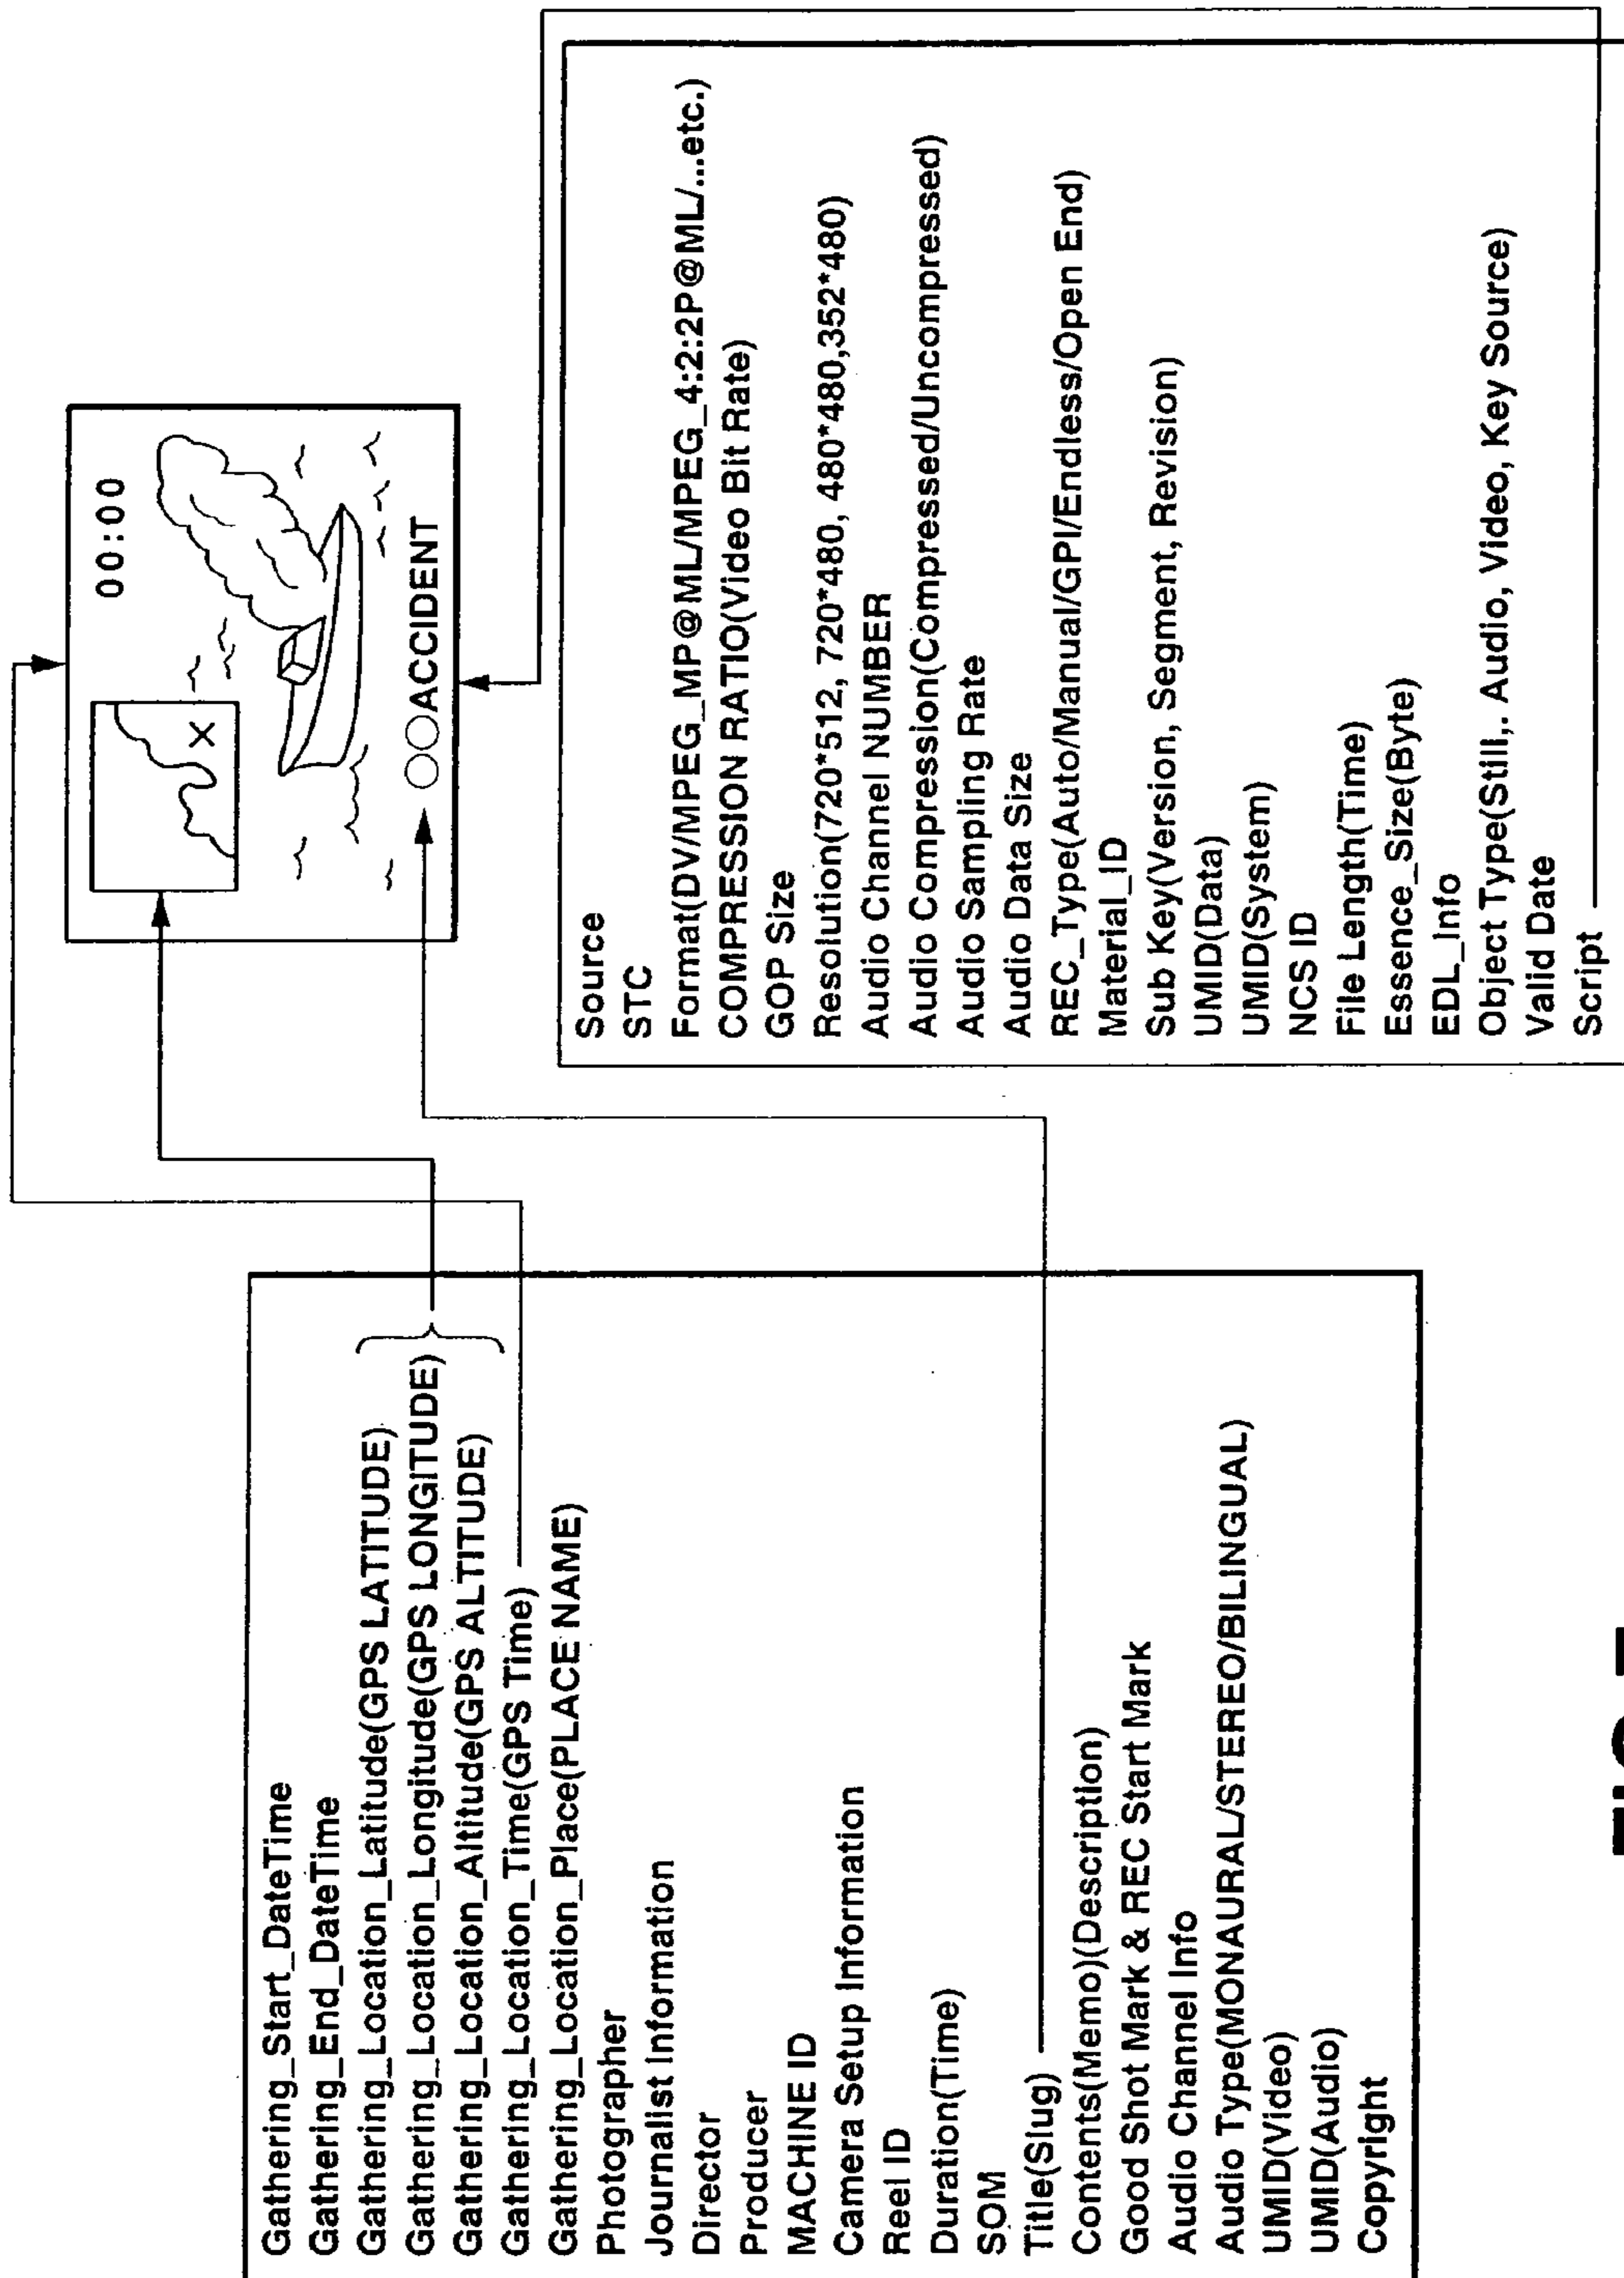 Gathering_Start_DateTime
Gathering_End_DateTime
Gathering_Location_Latitude(GPS LATITUDE)
Gathering_Location_Longitude(GPS LONGITUDE)
Gathering_Location_Altitude(GPS ALTITUDE)
Gathering_Location_Time(GPS Time)
Gathering_Location_Place(PLACE NAME)
Photographer
Journalist Information
Director
Producer
MACHINE ID
Camera Setup Information
Reel ID
Duration(Time)
SOM
Title(Slug)
Contents(Memo)(Description)
Good Shot Mark & REC Start Mark
Audio Channel Info
Audio Type(MONAURAL/STEREO/BILINGUAL)
UMID(Video)
UMID(Audio)
Copyright
00:00
X
○○ACCIDENT
Source
STC
Format(DV/MPEG_MP@ML/MPEG_4:2:2P@ML/...etc.)
COMPRESSION RATIO(Video Bit Rate)
GOP Size
Resolution(720*512, 720*480, 480*480,352*480)
Audio Channel NUMBER
Audio Compression(Compressed/Uncompressed)
Audio Sampling Rate
Audio Data Size
REC_Type(Auto/Manual/GPI/Endless/Open End)
Material_ID
Sub Key(Version, Segment, Revision)
UMID(Data)
UMID(System)
NCS ID
File Length(Time)
Essence_Size(Byte)
EDL_Info
Object Type(Still,. Audio, Video, Key Source)
Valid Date
Script